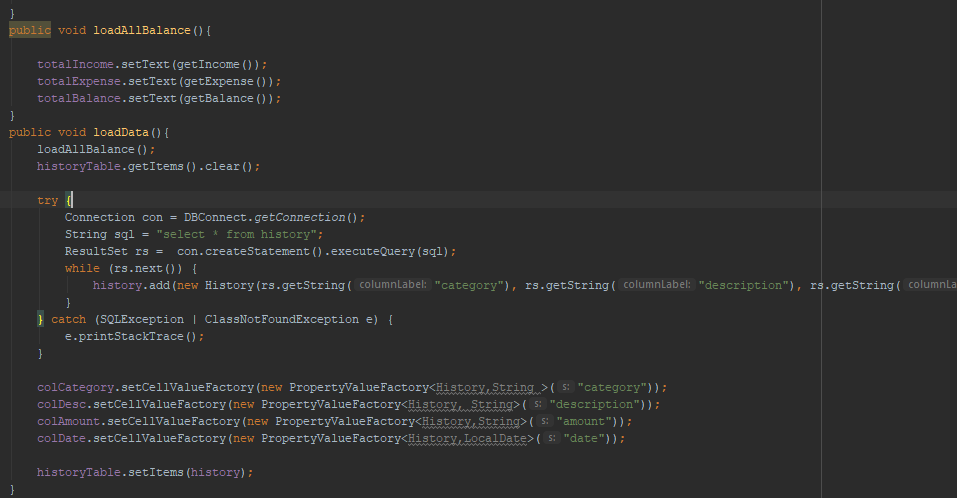 }
public void loadAllBalance(){
totalIncome.setText(getIncome());
totalExpense.setText(getExpense());
totalBalance.setText(getBalance());
}
public void loadData(){
loadAllBalance();
historyTable.getItems().clear();
try {
Connection con = DBConnect.getConnection();
String sql = "select * from history";
ResultSet rs =  con.createStatement().executeQuery(sql);
while (rs.next()) {
history.add(new History(rs.getString( columnLabel: "category"), rs.getString( columnLabel: "description"), rs.getString( columnLa
}
} catch (SQLException | ClassNotFoundException e) {
e.printStackTrace();
}
colCategory.setCellValueFactory(new PropertyValueFactory<History,String >( s: "category"));
colDesc.setCellValueFactory(new PropertyValueFactory<History, String>( s: "description"));
colAmount.setCellValueFactory(new PropertyValueFactory<History,String>( s: "amount"));
colDate.setCellValueFactory(new PropertyValueFactory<History,LocalDate>( s: "date"));
historyTable.setItems(history);
}